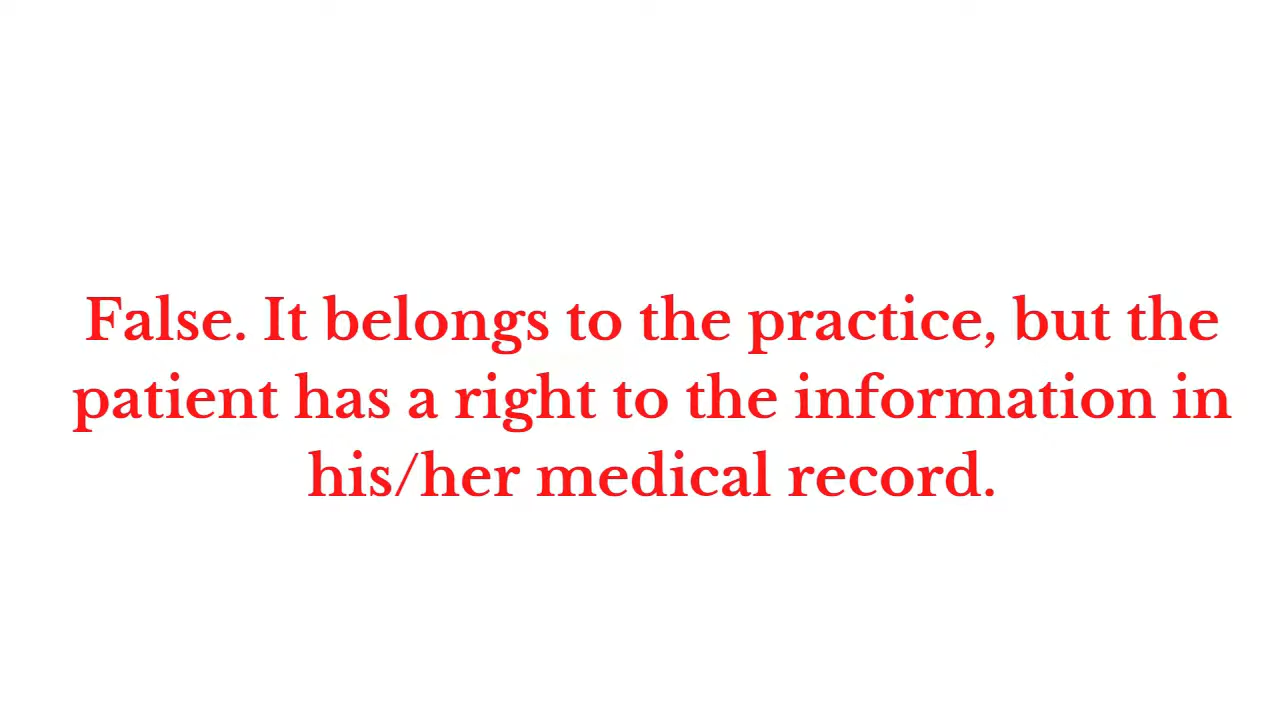 False. It belongs to the practice, but the
patient has a right to the information in
his/her medical record.